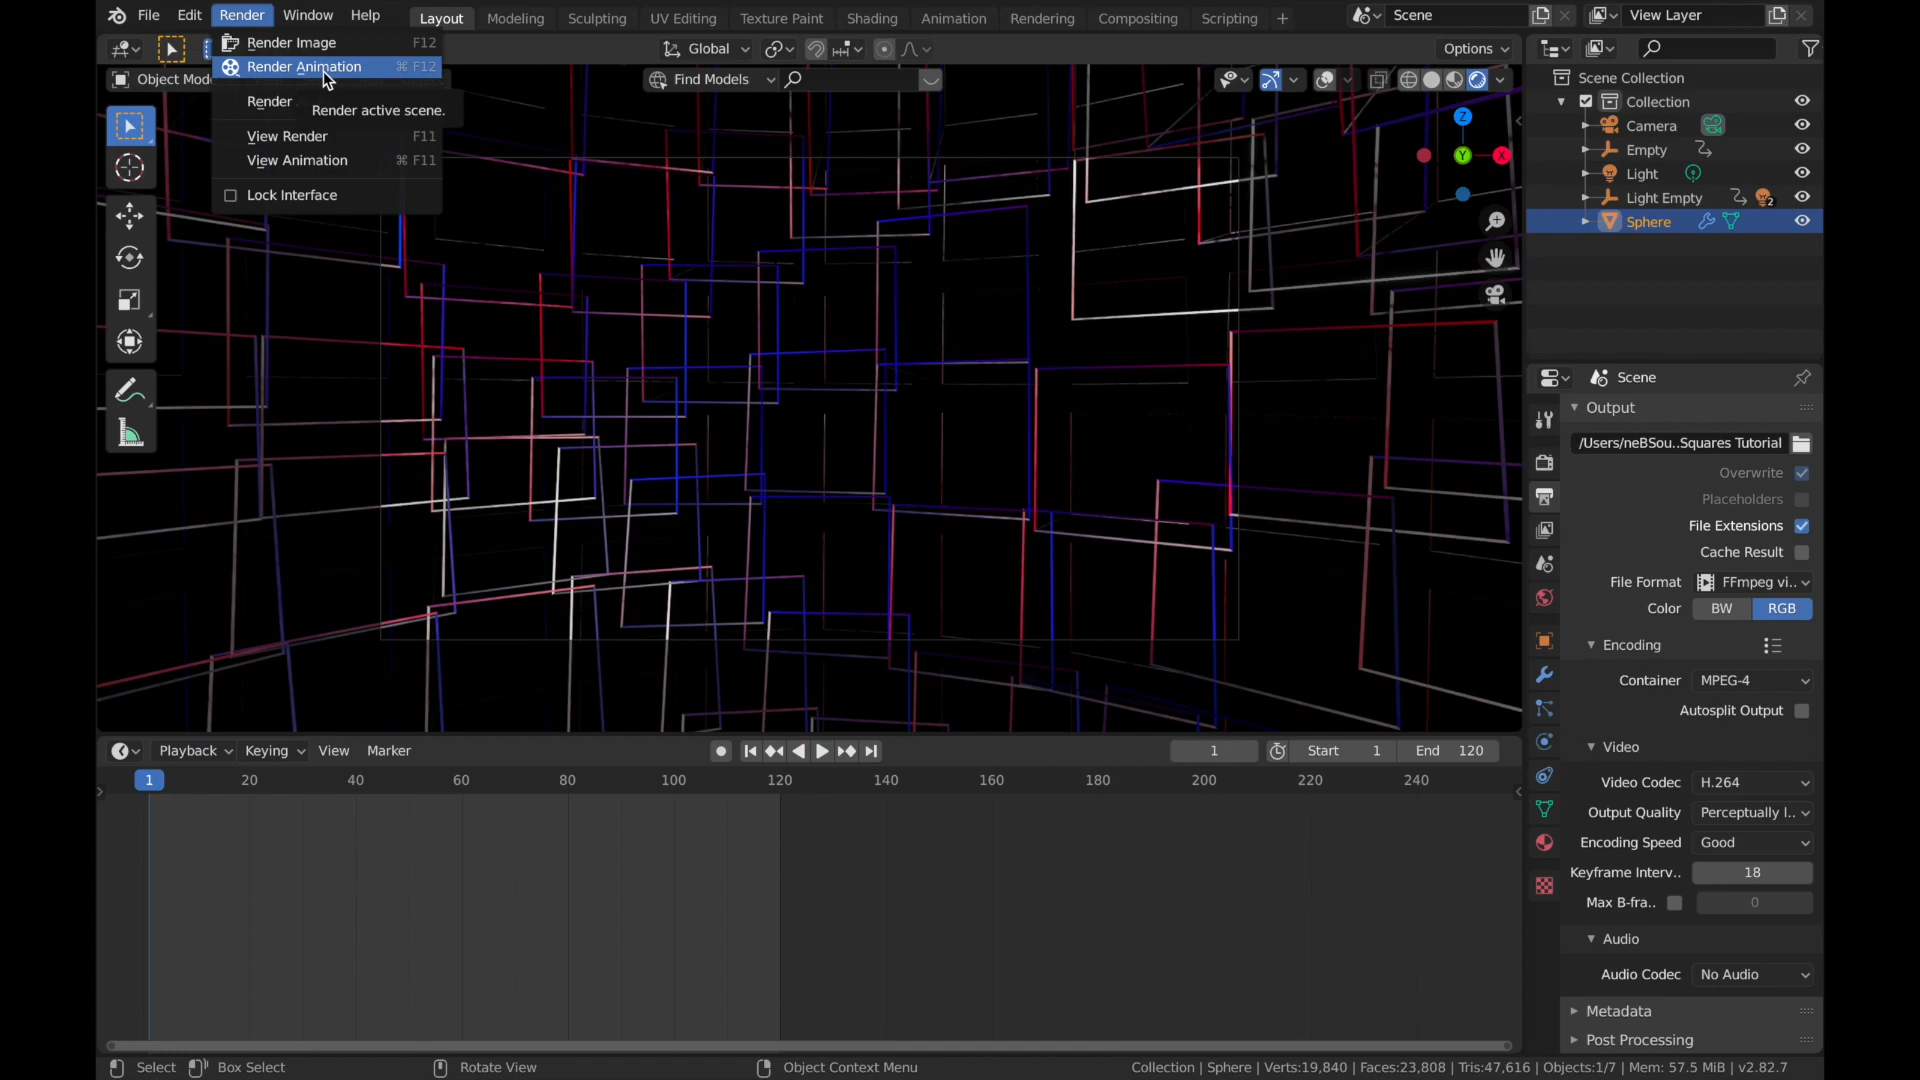 File Edit Render Window Help Layout Modeling Sculpting UV Editing Texture Paint Shading Animation Rendering Compositing Scripting + Scene View Layer
Render Image F12
Render Animation ⌘ F12
Render
Render active scene.
View Render F11
View Animation ⌘ F11
Lock Interface
Global Options
Object Mod
Find Models
Z
Y
X
Scene Collection
Collection
Camera
Empty
Light
Light Empty 2
Sphere
Scene
Output
/Users/neBSou..Squares Tutorial
Overwrite
Placeholders
File Extensions
Cache Result
File Format FFmpeg vi..
Color BW RGB
Encoding
Container MPEG-4
Autosplit Output
Video
Video Codec H.264
Output Quality Perceptually l..
Encoding Speed Good
Keyframe Interv.. 18
Max B-fra.. 0
Audio
Audio Codec No Audio
Metadata
Post Processing
Playback Keying View Marker 1 Start 1 End 120
1 20 40 60 80 100 120 140 160 180 200 220 240
Select Box Select Rotate View Object Context Menu Collection | Sphere | Verts:19,840 | Faces:23,808 | Tris:47,616 | Objects:1/7 | Mem: 57.5 MiB | v2.82.7